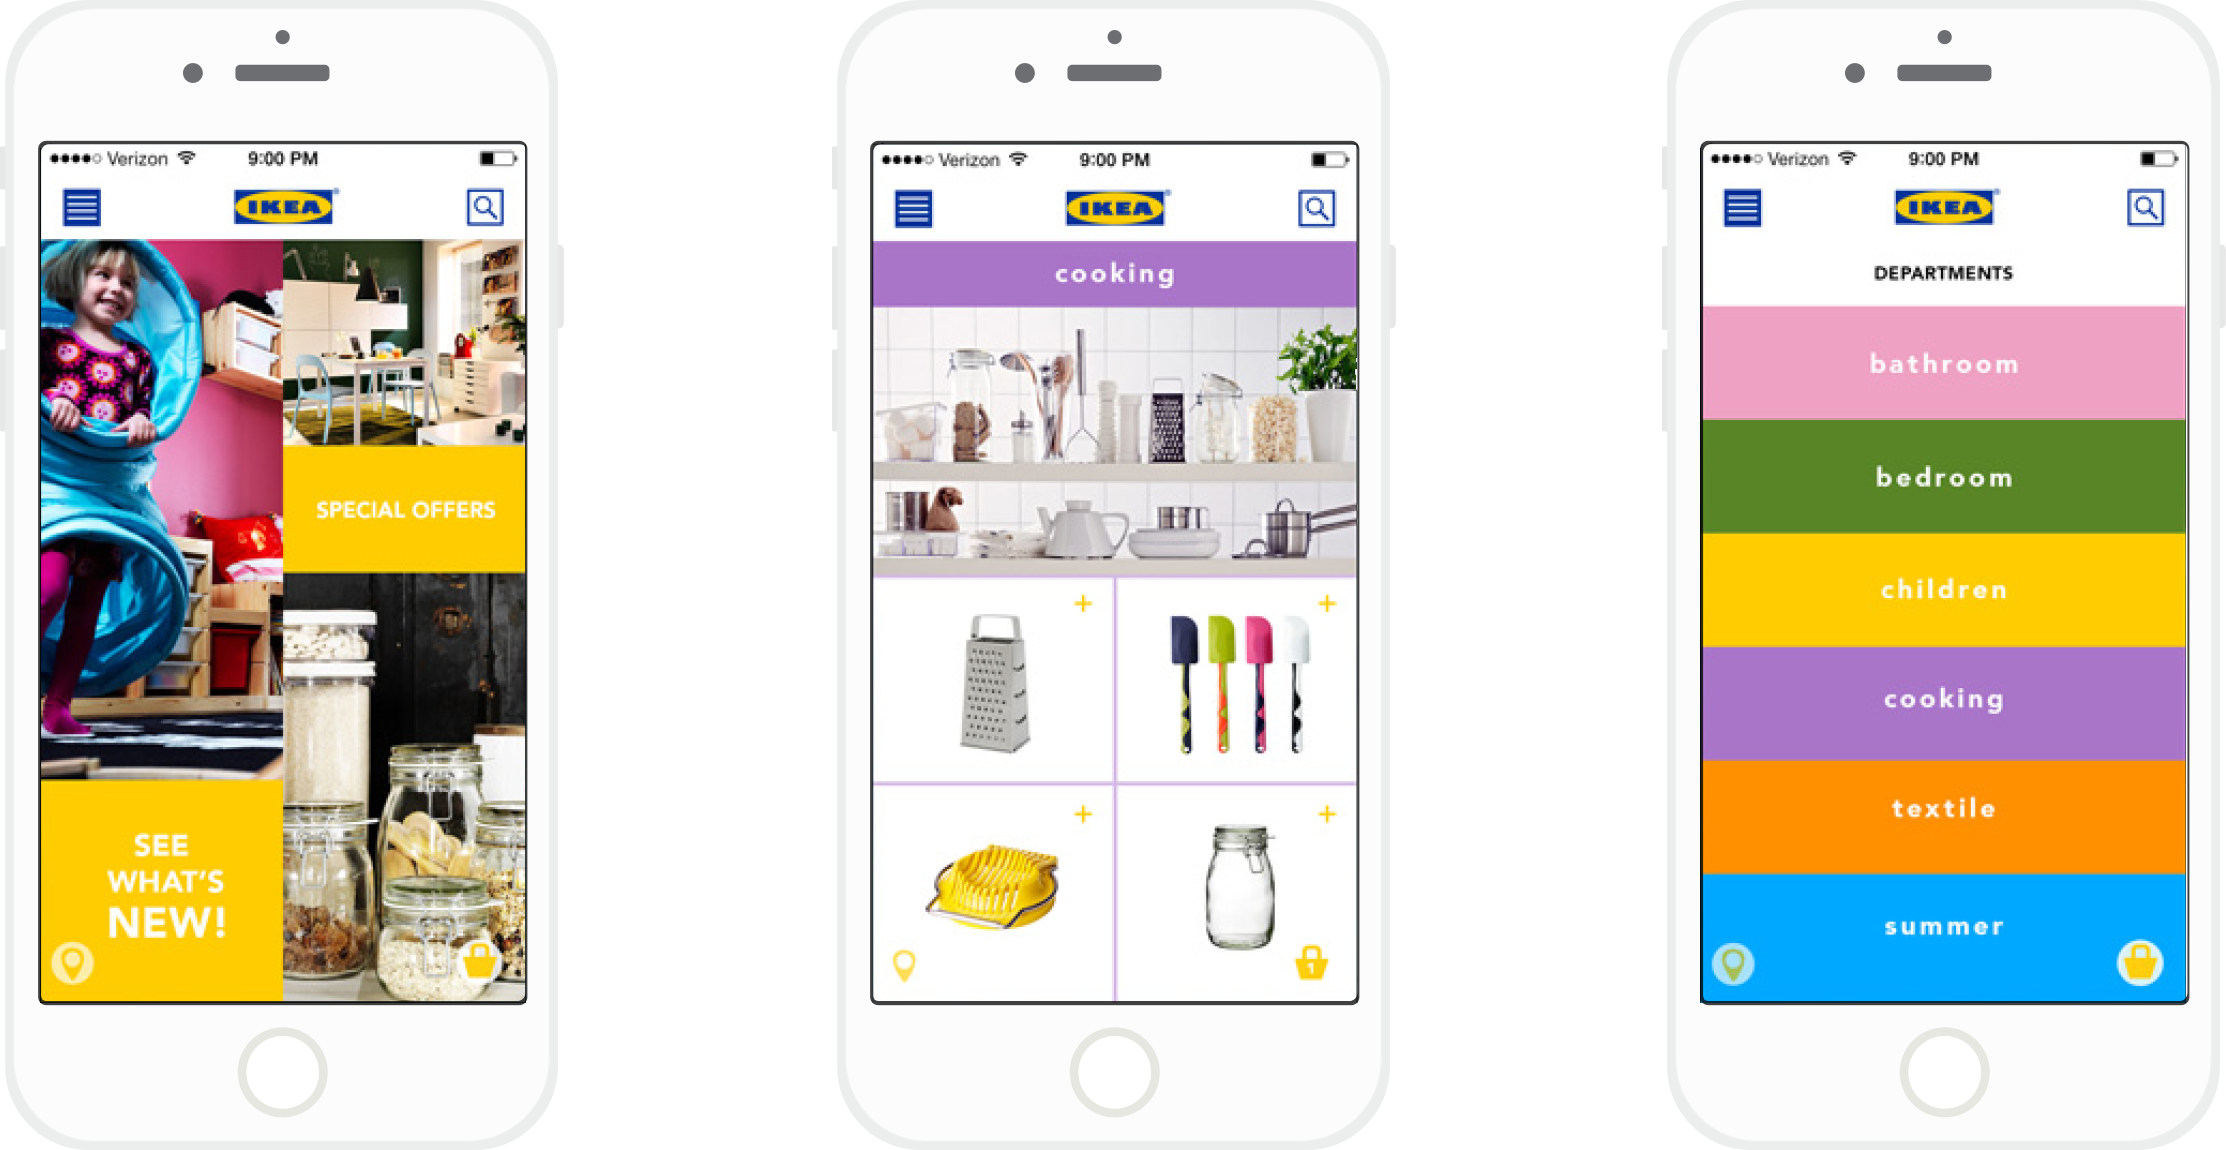 Verizon 9:00 PM
IKEA®
SPECIAL OFFERS
SEE
WHAT'S
NEW!
Verizon 9:00 PM
IKEA®
cooking
+
+
+
+
1
Verizon 9:00 PM
IKEA®
DEPARTMENTS
bathroom
bedroom
children
cooking
textile
summer